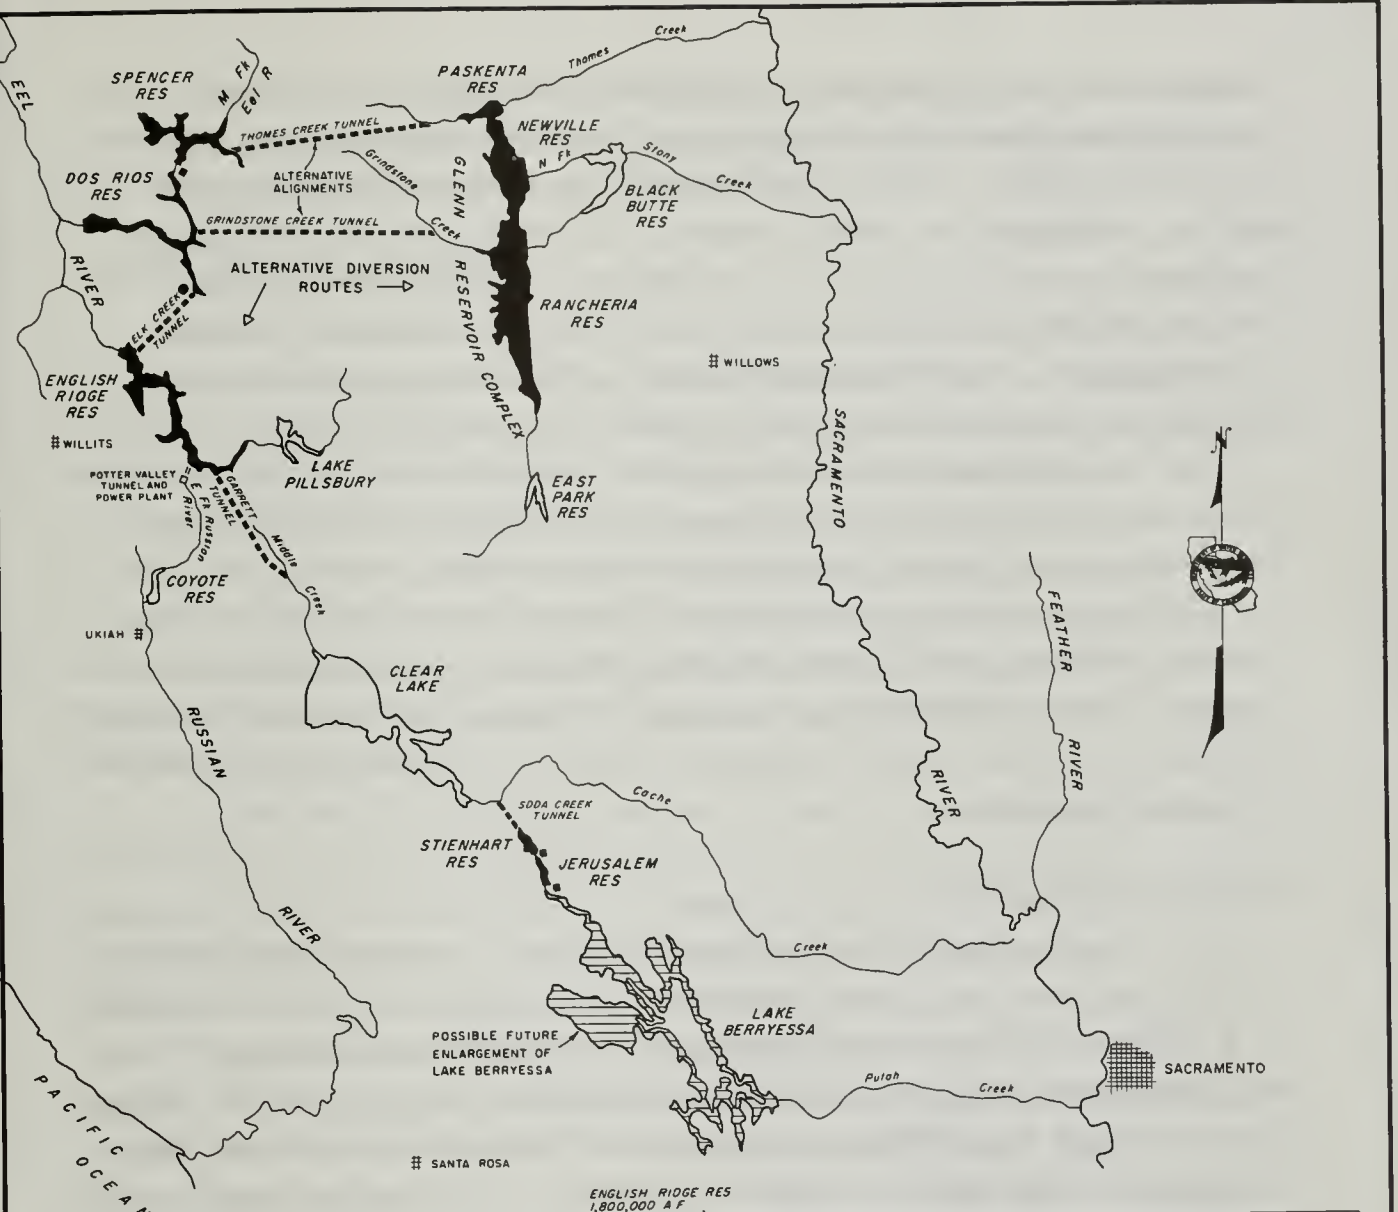 Creek
Thomes
EEL
SPENCER
RES
M Fk
Eel R
PASKENTA
RES
THOMES CREEK TUNNEL
NEWVILLE
RES
N Fk
Stony
Creek
DOS RIOS
RES
ALTERNATIVE
ALIGNMENTS
Grindstone
Creek
GLENN
RESERVOIR COMPLEX
BLACK
BUTTE
RES
GRINDSTONE CREEK TUNNEL
RIVER
ALTERNATIVE DIVERSION
ROUTES
RANCHERIA
RES
ELK CREEK
TUNNEL
WILLOWS
ENGLISH
RIOGE
RES
WILLITS
SACRAMENTO
N
LAKE
PILLSBURY
POTTER VALLEY
TUNNEL AND
POWER PLANT
GARRETT
TUNNEL
E Fk Russian
River
EAST
PARK
RES
Middle
Creek
COYOTE
RES
FEATHER
UKIAH
CLEAR
LAKE
RUSSIAN
RIVER
RIVER
Cache
SODA CREEK
TUNNEL
STIENHART
RES
JERUSALEM
RES
RIVER
Creek
LAKE
BERRYESSA
POSSIBLE FUTURE
ENLARGEMENT OF
LAKE BERRYESSA
SACRAMENTO
Putah
Creek
PACIFIC
OCEAN
SANTA ROSA
ENGLISH RIDGE RES
1,800,000 A F